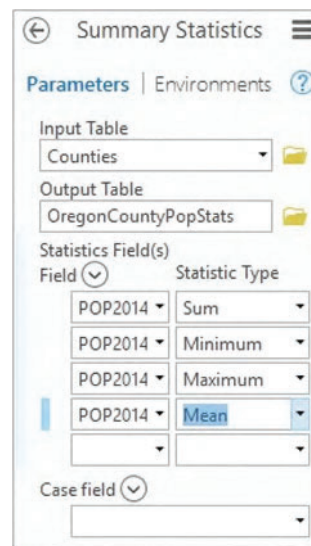 Summary Statistics
Parameters | Environments ?
Input Table
Counties
Output Table
OregonCountyPopStats
Statistics Field(s)
Field Statistic Type
POP2014 Sum
POP2014 Minimum
POP2014 Maximum
POP2014 Mean
Case field